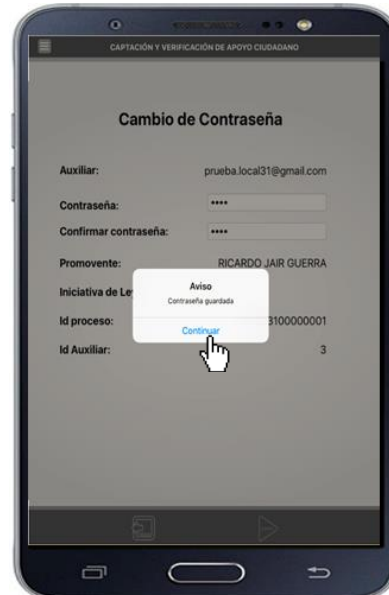 CAPTACIÓN Y VERIFICACIÓN DE APOYO CIUDADANO
Cambio de Contraseña
Auxiliar: prueba.local31@gmail.com
Contraseña: ••••
Confirmar contraseña: ••••
Promovente: RICARDO JAIR GUERRA
Iniciativa de Le
Aviso
Contraseña guardada
Id proceso: 3100000001
Continuar
Id Auxiliar: 3